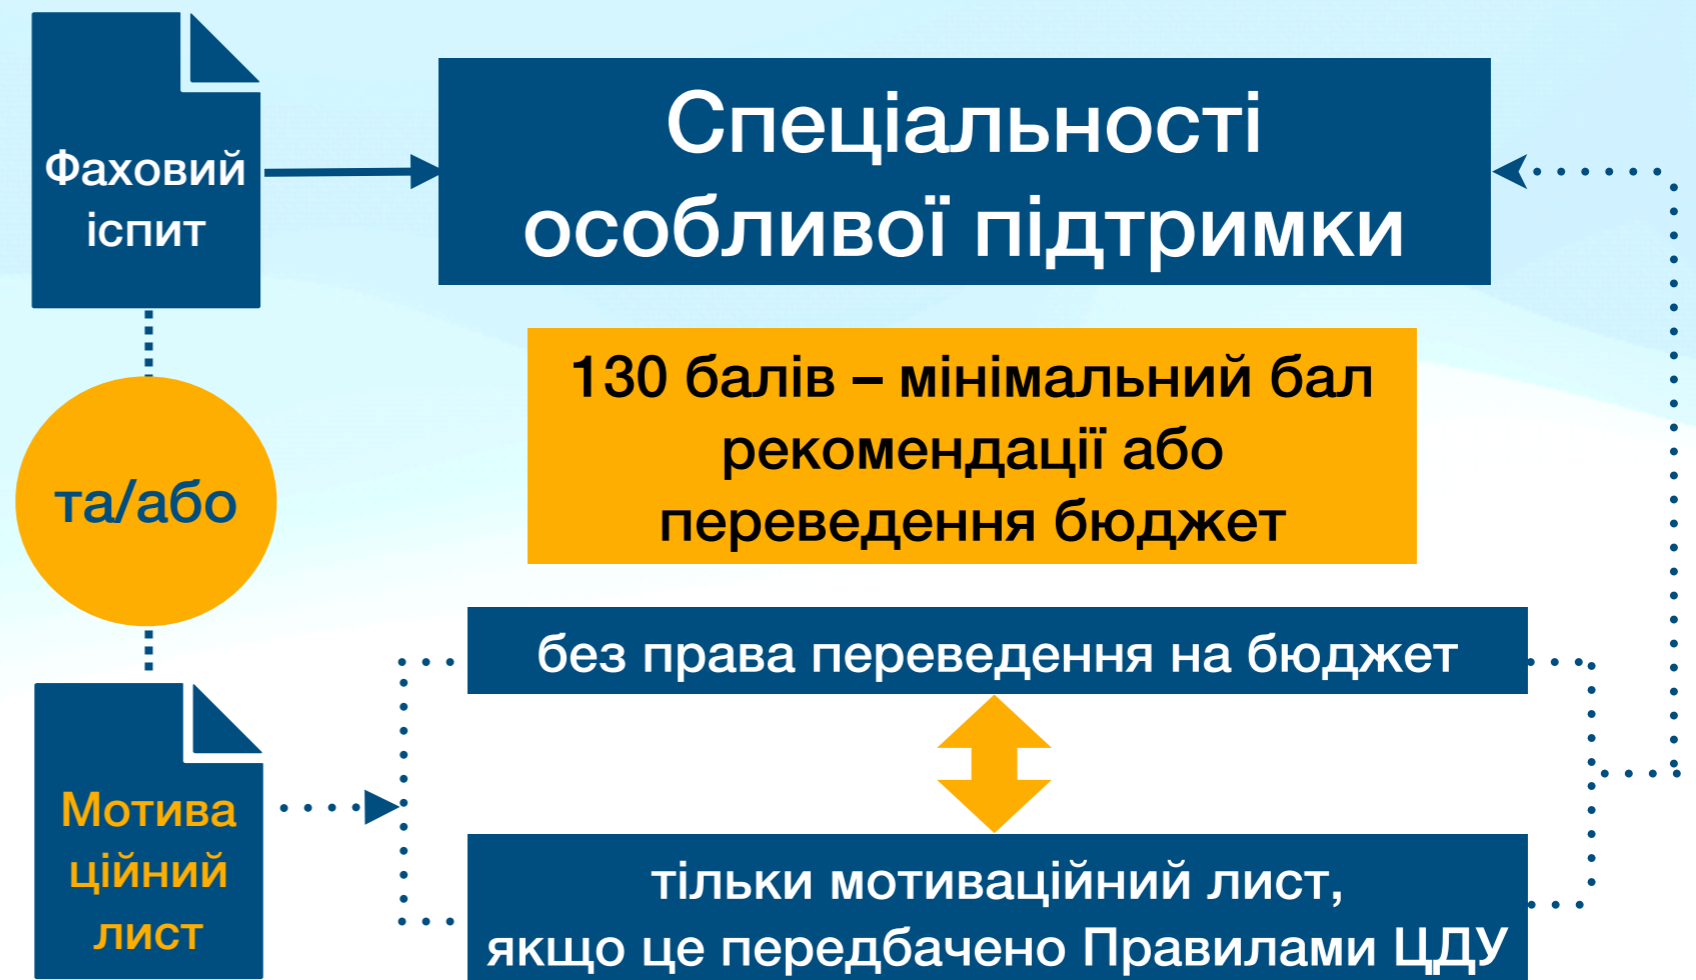 Фаховий
іспит
Спеціальності
особливої підтримки
130 балів – мінімальний бал
рекомендації або
переведення бюджет
та/або
без права переведення на бюджет
Мотива
ційний
лист
тільки мотиваційний лист,
якщо це передбачено Правилами ЦДУ